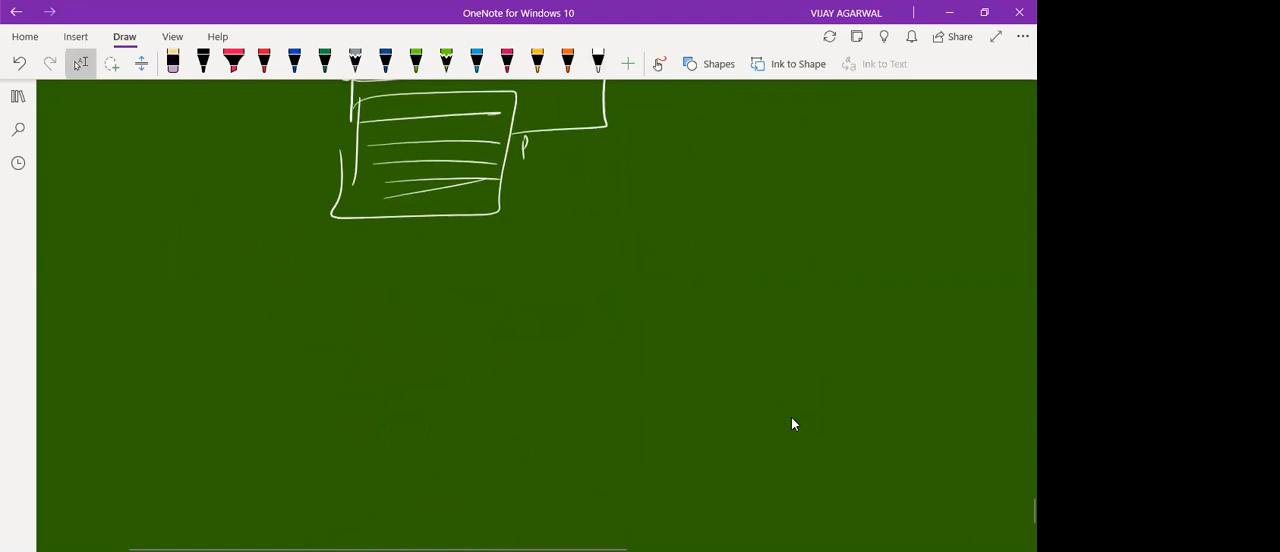 OneNote for Windows 10
VIJAY AGARWAL
Home Insert Draw View Help
Share
Shapes
Ink to Shape
Ink to Text
P